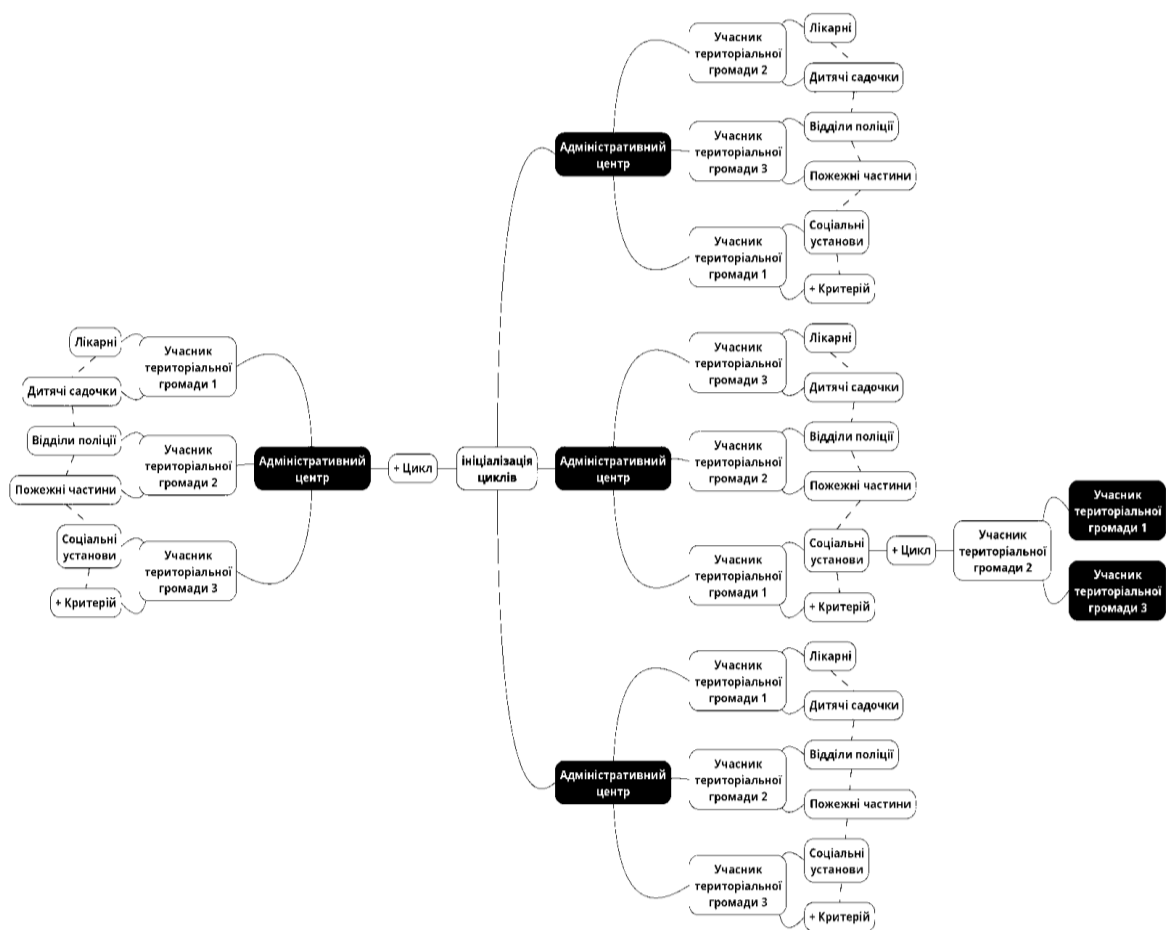 Лікарні
Дитячі садочки
Відділи поліції
Пожежні частини
Соціальні
установи
+ Критерій
Учасник
територіальної
громади 1
Учасник
територіальної
громади 2
Учасник
територіальної
громади 3
Адміністративний
центр
+ Цикл
ініціалізація
циклів
Адміністративний
центр
Учасник
територіальної
громади 2
Учасник
територіальної
громади 3
Учасник
територіальної
громади 1
Лікарні
Дитячі садочки
Відділи поліції
Пожежні частини
Соціальні
установи
+ Критерій
Адміністративний
центр
Учасник
територіальної
громади 3
Учасник
територіальної
громади 2
Учасник
територіальної
громади 1
Лікарні
Дитячі садочки
Відділи поліції
Пожежні частини
Соціальні
установи
+ Критерій
+ Цикл
Учасник
територіальної
громади 2
Учасник
територіальної
громади 1
Учасник
територіальної
громади 3
Адміністративний
центр
Учасник
територіальної
громади 1
Учасник
територіальної
громади 2
Учасник
територіальної
громади 3
Лікарні
Дитячі садочки
Відділи поліції
Пожежні частини
Соціальні
установи
+ Критерій